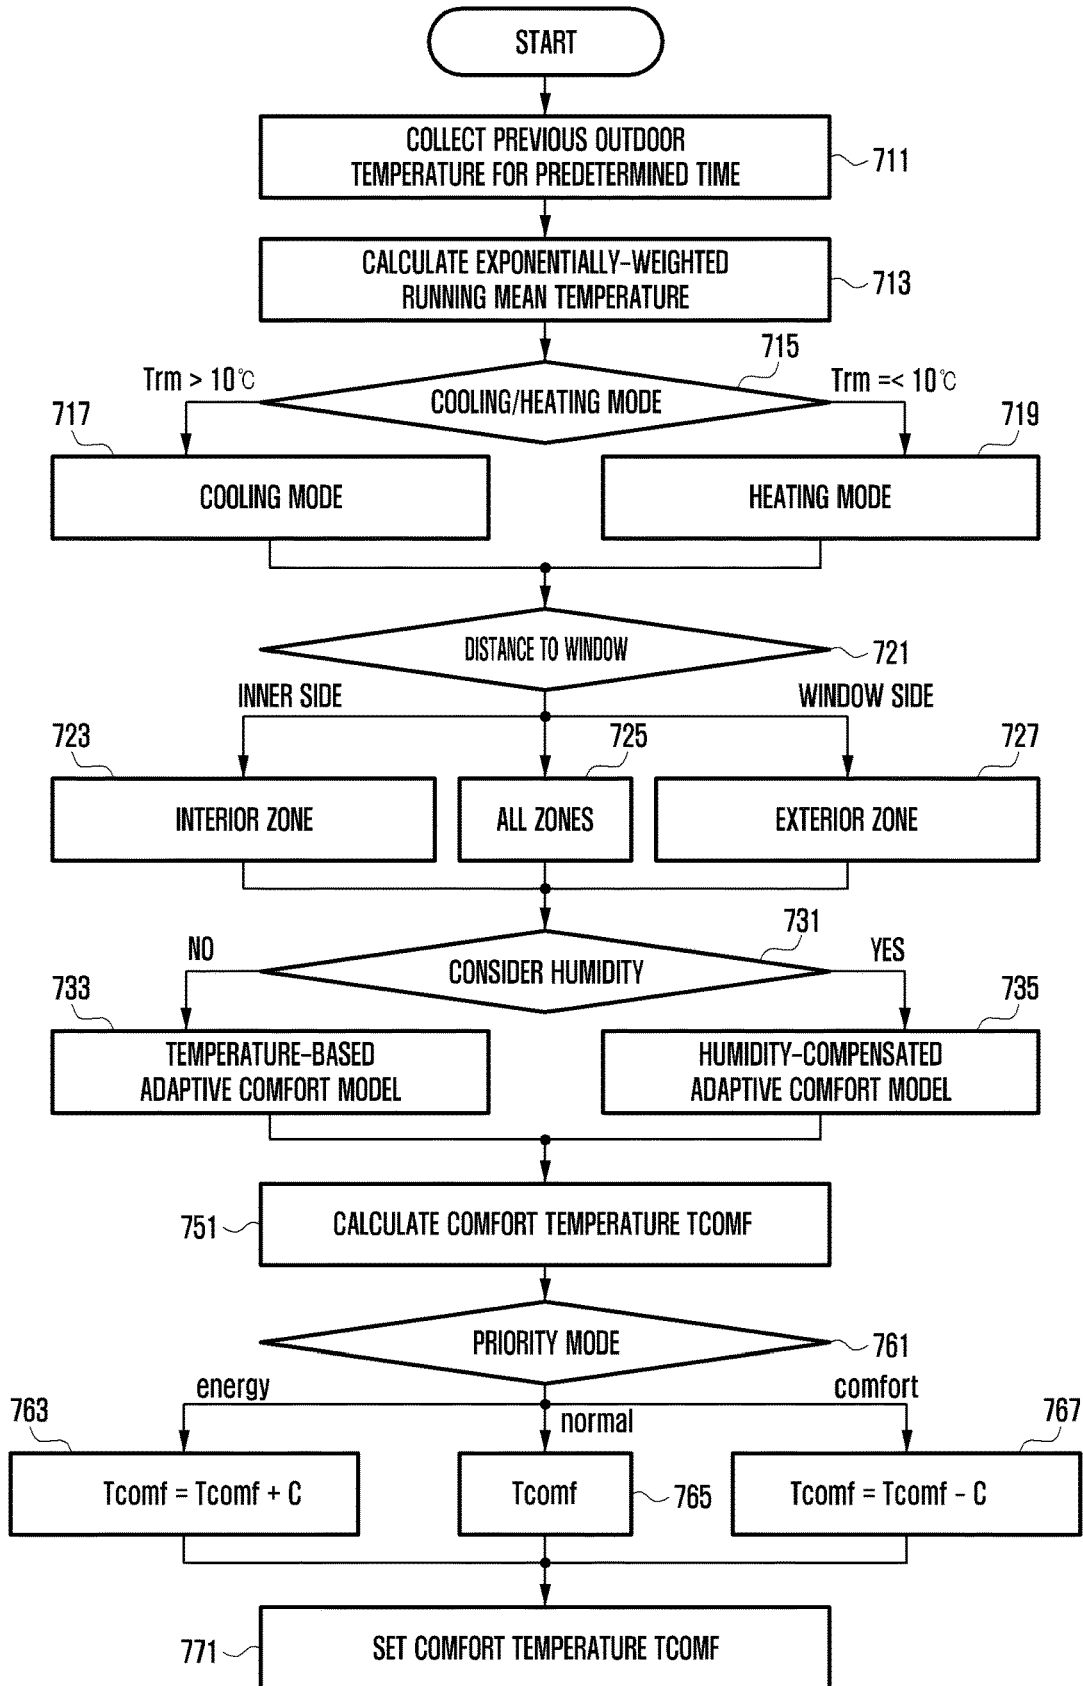 START
COLLECT PREVIOUS OUTDOOR
TEMPERATURE FOR PREDETERMINED TIME
711
CALCULATE EXPONENTIALLY-WEIGHTED
RUNNING MEAN TEMPERATURE
713
715
Trm > 10℃
COOLING/HEATING MODE
Trm =< 10℃
717
719
COOLING MODE
HEATING MODE
DISTANCE TO WINDOW
721
INNER SIDE
WINDOW SIDE
723
725
727
INTERIOR ZONE
ALL ZONES
EXTERIOR ZONE
731
NO
CONSIDER HUMIDITY
YES
733
735
TEMPERATURE-BASED
ADAPTIVE COMFORT MODEL
HUMIDITY-COMPENSATED
ADAPTIVE COMFORT MODEL
751
CALCULATE COMFORT TEMPERATURE TCOMF
PRIORITY MODE
761
energy
normal
comfort
763
767
Tcomf = Tcomf + C
Tcomf
765
Tcomf = Tcomf - C
771
SET COMFORT TEMPERATURE TCOMF